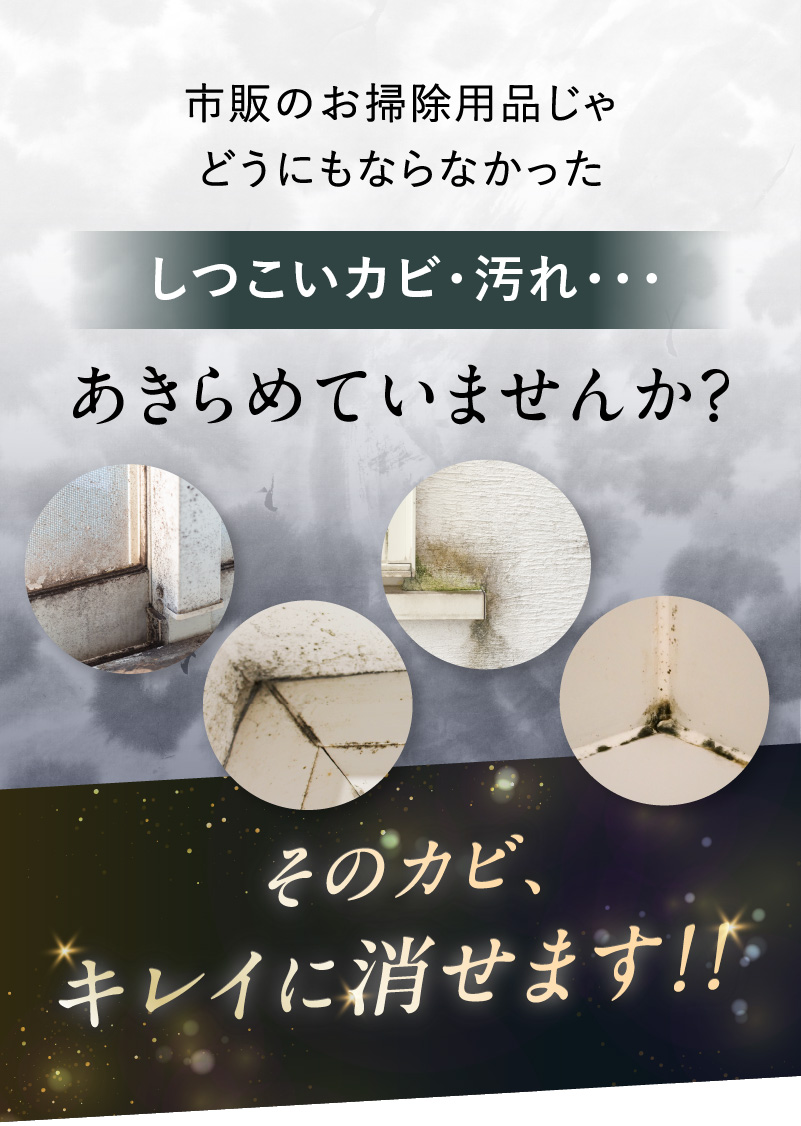 市販のお掃除用品じゃ
どうにもならなかった
しつこいカビ・汚れ・・・
あきらめていませんか？
そのカビ、
キレイに消せます!!